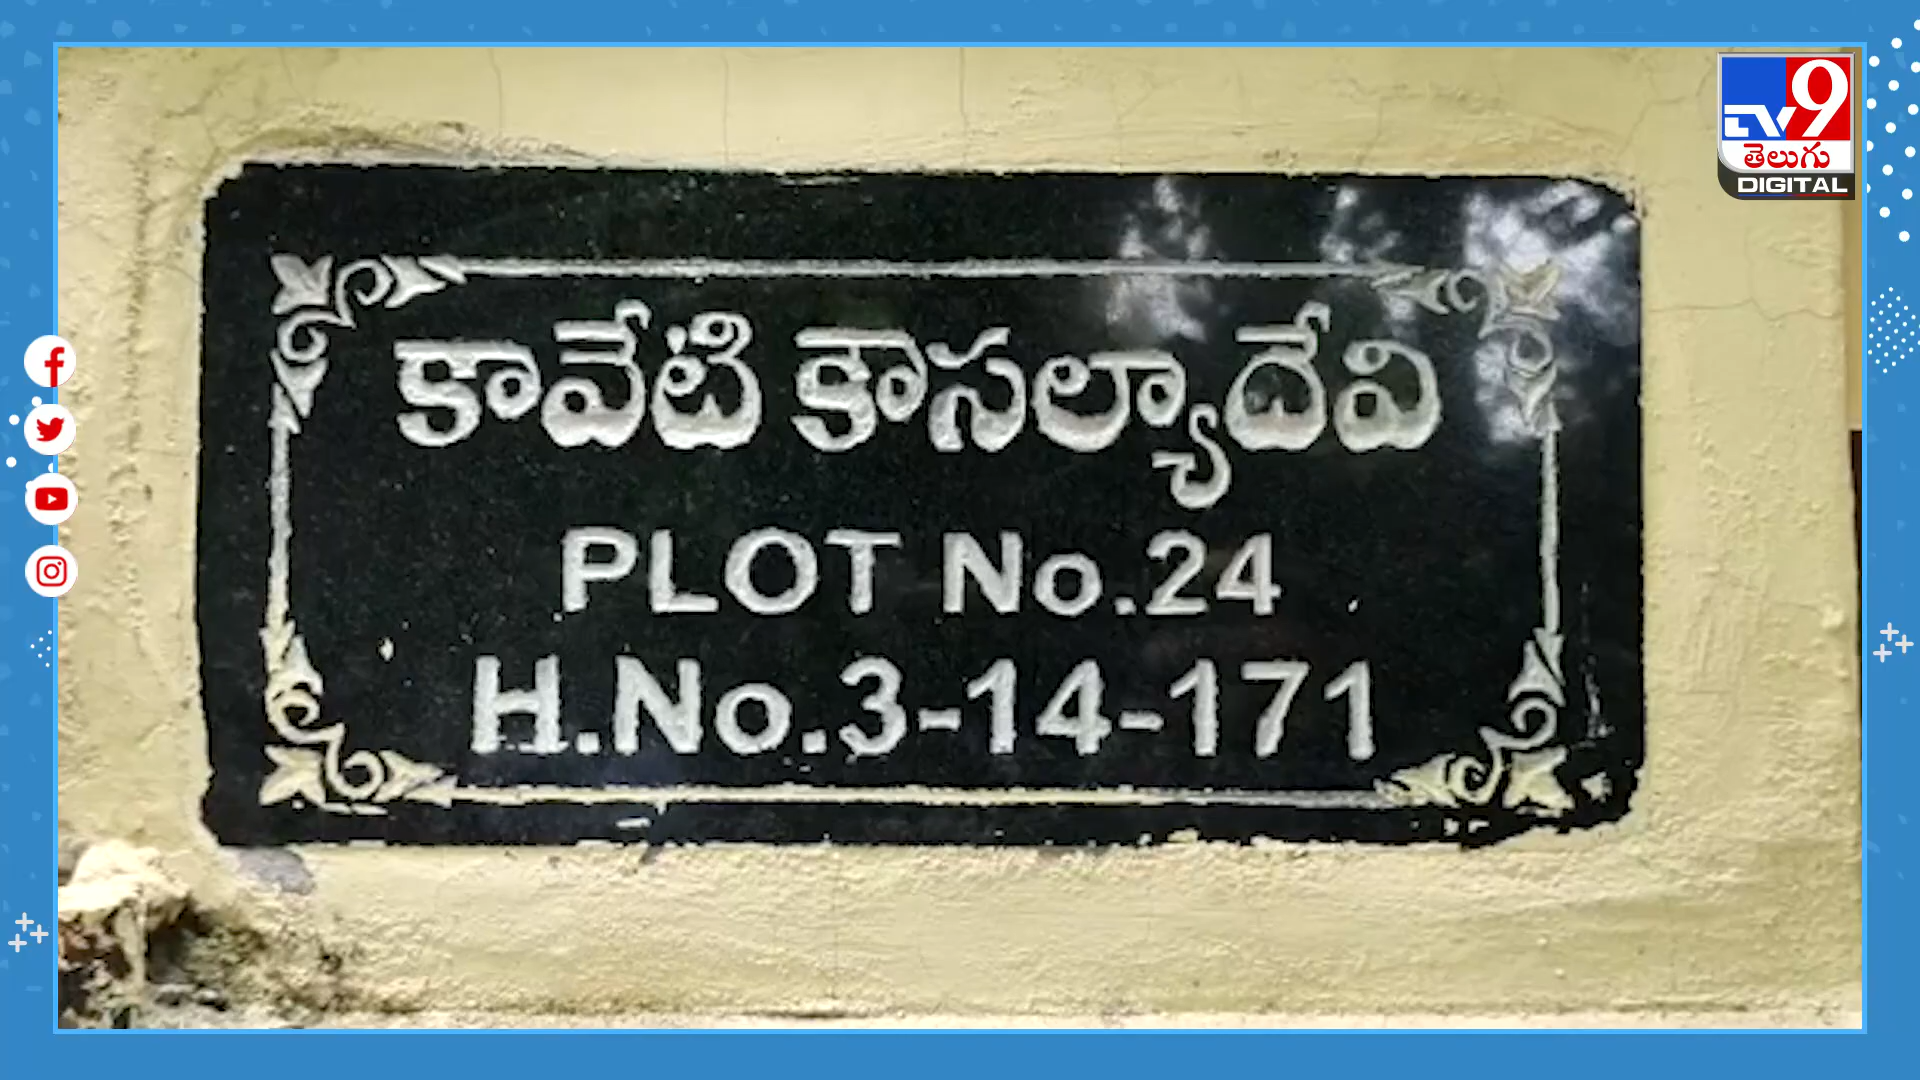 TV9
తెలుగు
DIGITAL
కావేటి కౌసల్యాదేవి
PLOT No.24
H.No.3-14-171